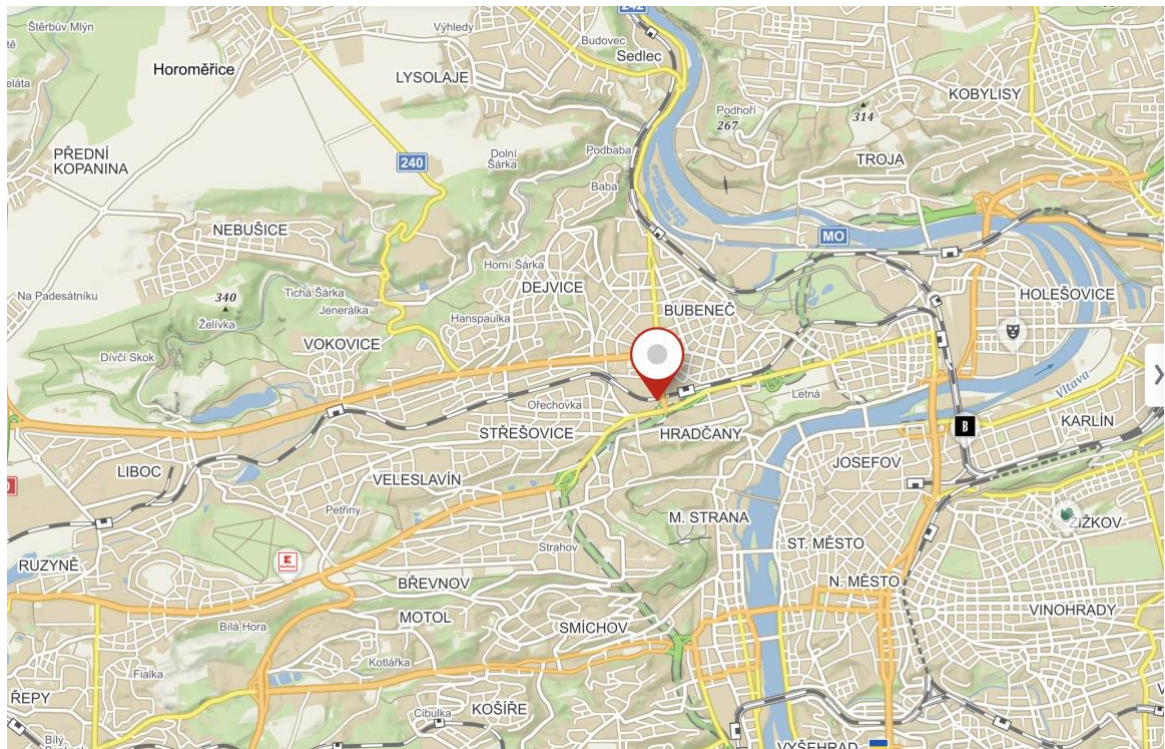 242
Štěrbův Mlýn
Výhledy
Budovec
Sedlec
Horoměřice
LYSOLAJE
KOBYLISY
Podhoří
267
314
PŘEDNÍ
KOPANINA
240
Dolní
Šárka
Podbaba
TROJA
Baba
NEBUŠICE
MO
Horní Šárka
DEJVICE
Na Padesátníku
340
Tichá Šárka
Jenerálka
HOLEŠOVICE
Želívka
Hanspaulka
BUBENEČ
VOKOVICE
Dívčí Skok
Letná
Vltava
Ořechovka
STŘEŠOVICE
HRADČANY
KARLÍN
B
LIBOC
VELESLAVÍN
JOSEFOV
Petřiny
M. STRANA
ŽIŽKOV
ST. MĚSTO
Strahov
RUZYNĚ
K
BŘEVNOV
N. MĚSTO
MOTOL
SMÍCHOV
VINOHRADY
Bílá Hora
Kotlářka
Fialka
ŘEPY
KOŠÍŘE
Cibulka
Bílý
VYŠEHRAD